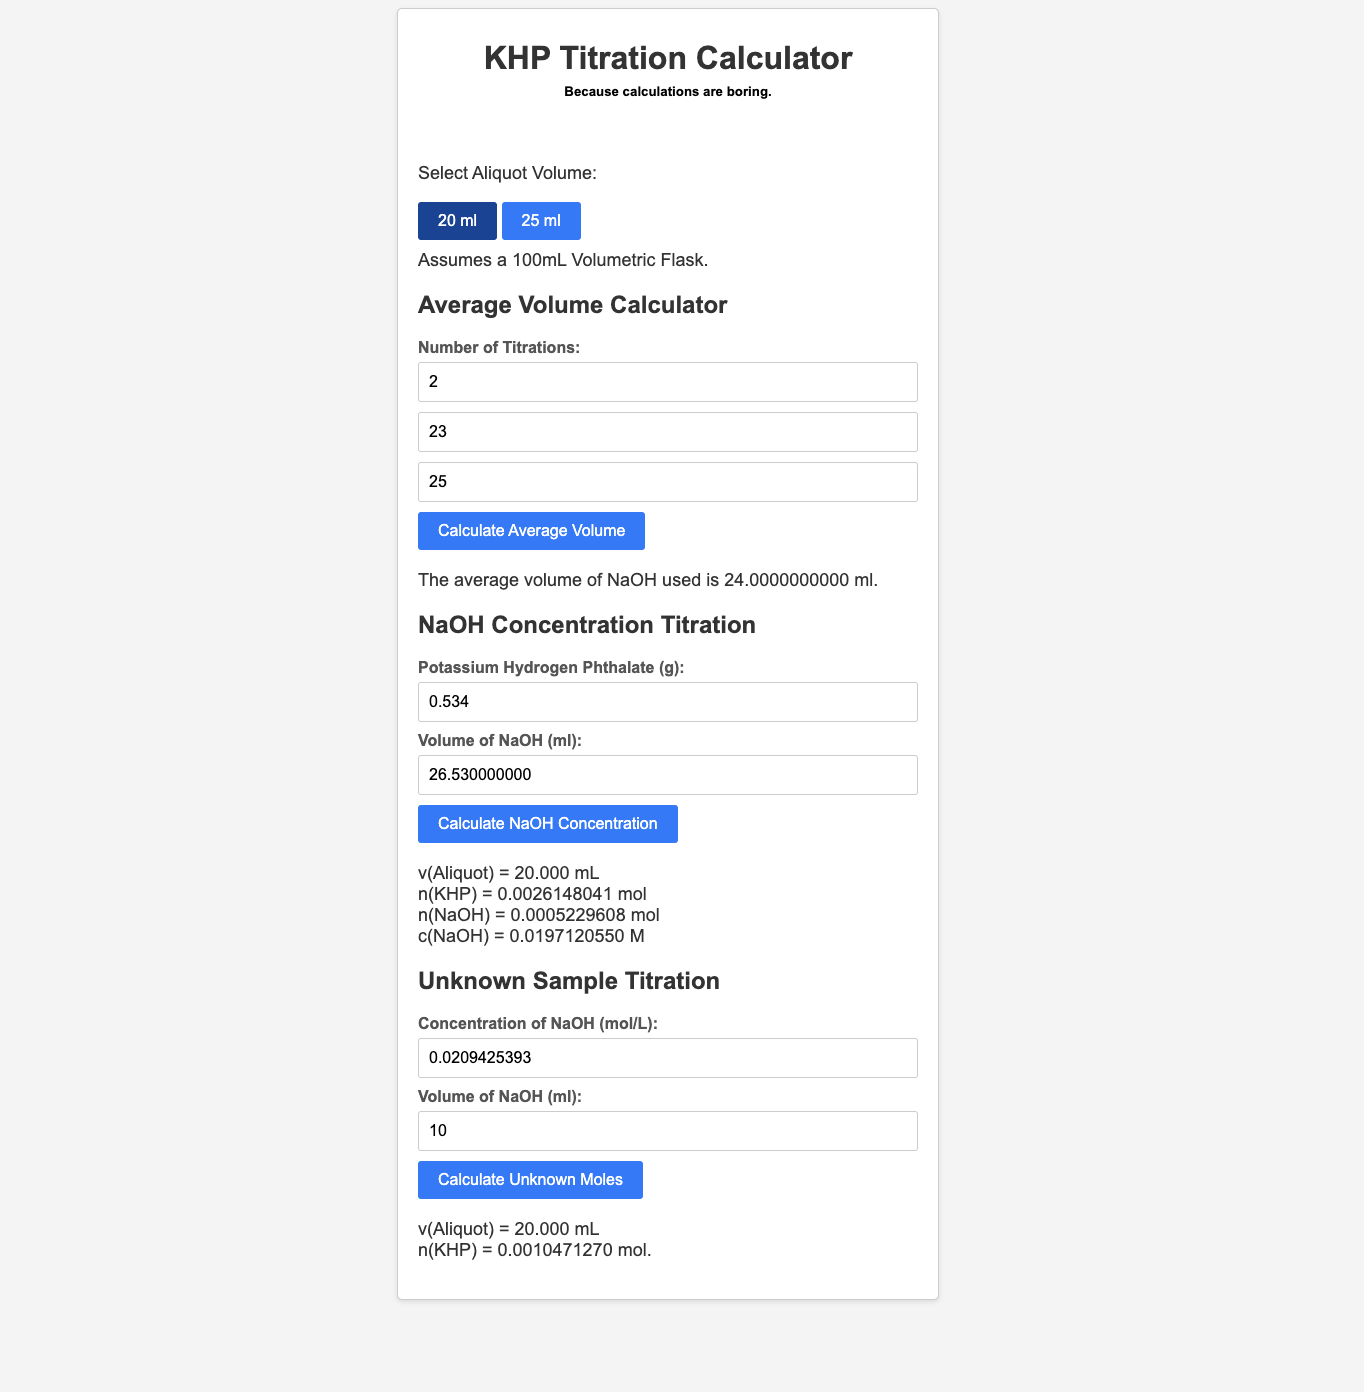 KHP Titration Calculator
Because calculations are boring.
Select Aliquot Volume:
20 ml 25 ml
Assumes a 100mL Volumetric Flask.
Average Volume Calculator
Number of Titrations:
2
23
25
Calculate Average Volume
The average volume of NaOH used is 24.0000000000 ml.
NaOH Concentration Titration
Potassium Hydrogen Phthalate (g):
0.534
Volume of NaOH (ml):
26.530000000
Calculate NaOH Concentration
v(Aliquot) = 20.000 mL
n(KHP) = 0.0026148041 mol
n(NaOH) = 0.0005229608 mol
c(NaOH) = 0.0197120550 M
Unknown Sample Titration
Concentration of NaOH (mol/L):
0.0209425393
Volume of NaOH (ml):
10
Calculate Unknown Moles
v(Aliquot) = 20.000 mL
n(KHP) = 0.0010471270 mol.